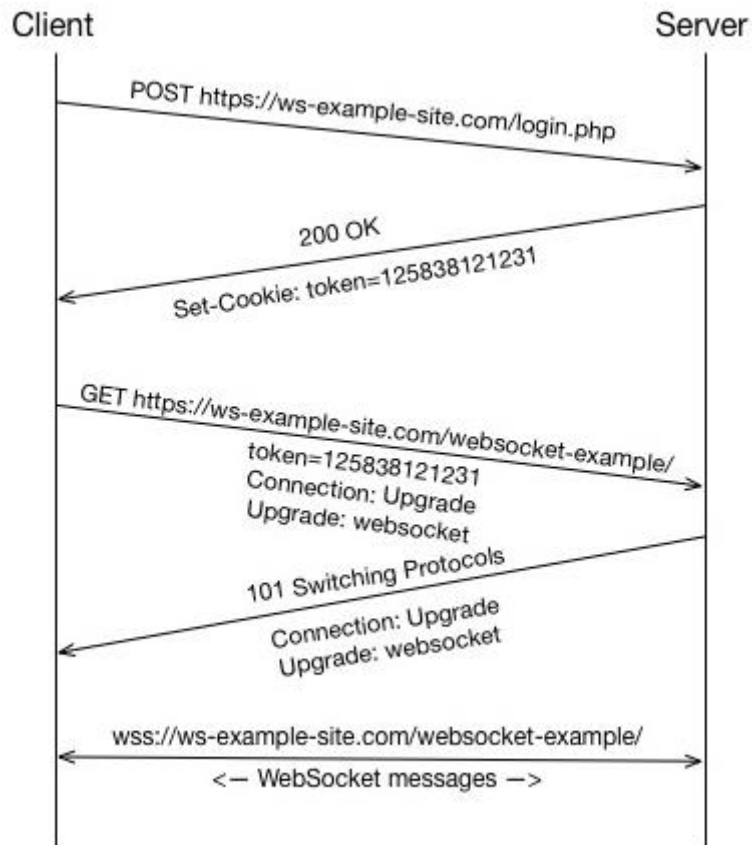 Client
Server
POST https://ws-example-site.com/login.php
200 OK
Set-Cookie: token=125838121231
GET https://ws-example-site.com/websocket-example/
token=125838121231
Connection: Upgrade
Upgrade: websocket
101 Switching Protocols
Connection: Upgrade
Upgrade: websocket
wss://ws-example-site.com/websocket-example/
<— WebSocket messages —>